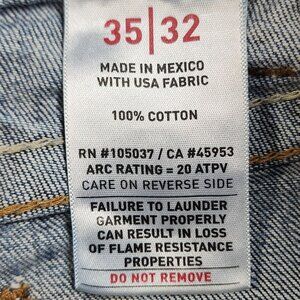 35|32
MADE IN MEXICO
WITH USA FABRIC
100% COTTON
RN #105037 / CA #45953
ARC RATING = 20 ATPV
CARE ON REVERSE SIDE
FAILURE TO LAUNDER
GARMENT PROPERLY
CAN RESULT IN LOSS
OF FLAME RESISTANCE
PROPERTIES
DO NOT REMOVE